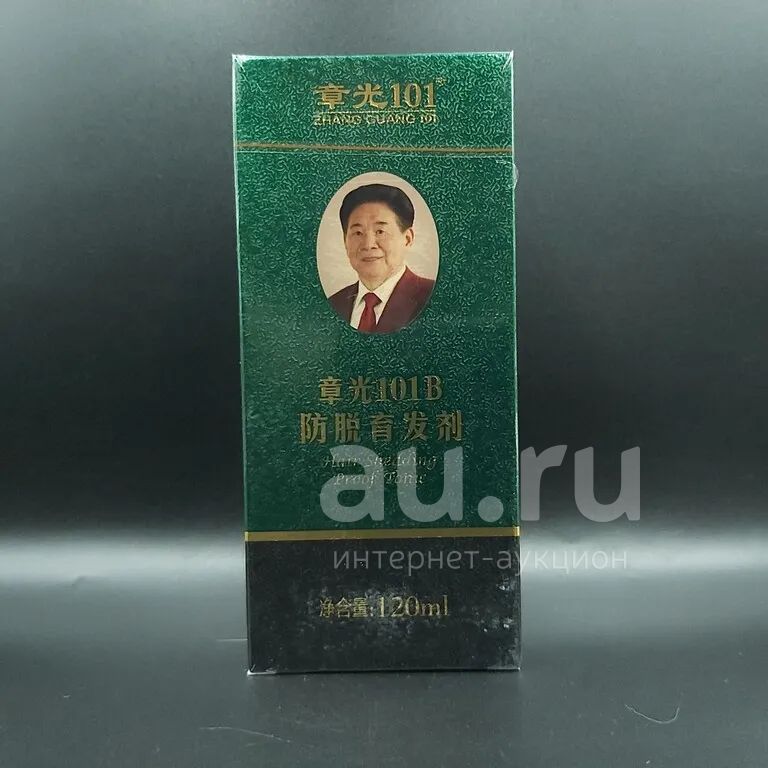 章光101
ZHANG GUANG 101
章光101B
防脱育发剂
Hair Shedding
Proof Tonic
au.ru
интернет-аукцион
净含量:120ml